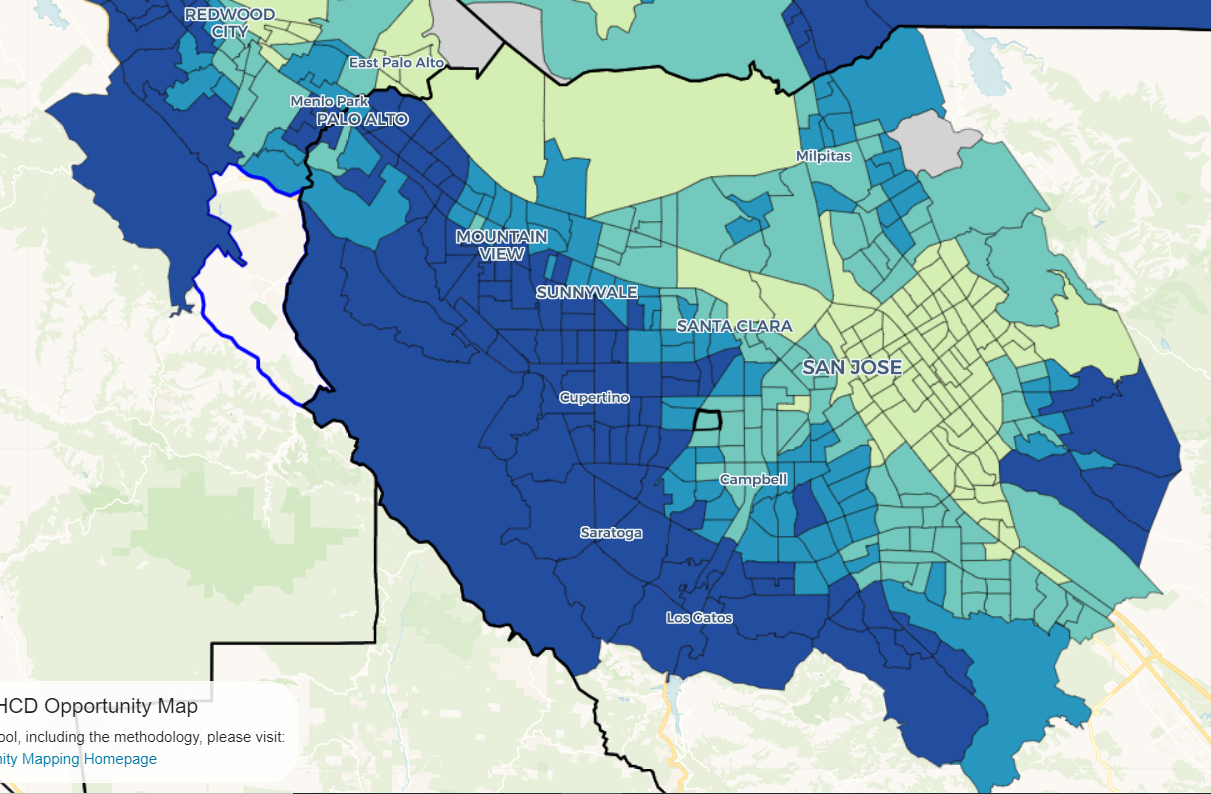 REDWOOD
CITY
East Palo Alto
Menlo Park
PALO ALTO
Milpitas
MOUNTAIN
VIEW
SUNNYVALE
SANTA CLARA
SAN JOSE
Cupertino
Campbell
Saratoga
Los Gatos
HCD Opportunity Map
ool, including the methodology, please visit:
nity Mapping Homepage